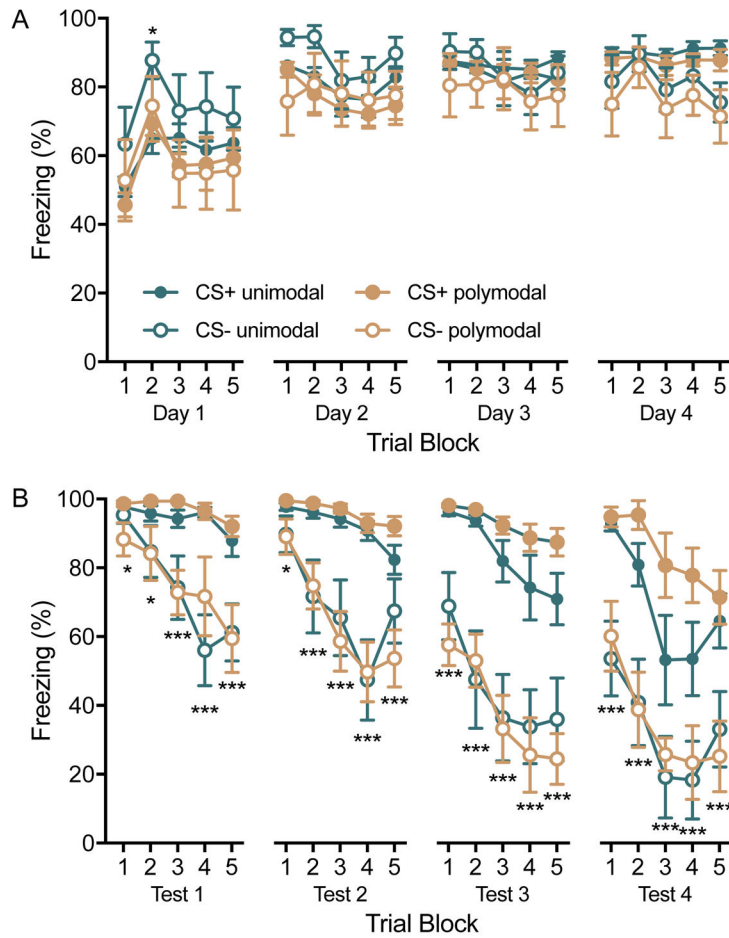 A
100
80
60
40
20
0
Freezing (%)
*
CS+ unimodal
CS+ polymodal
CS- unimodal
CS- polymodal
1 2 3 4 5
1 2 3 4 5
1 2 3 4 5
1 2 3 4 5
Day 1
Day 2
Day 3
Day 4
Trial Block
B
100
80
60
40
20
0
Freezing (%)
* * *** *** ***
* *** *** *** ***
*** *** *** *** ***
*** *** *** *** ***
1 2 3 4 5
1 2 3 4 5
1 2 3 4 5
1 2 3 4 5
Test 1
Test 2
Test 3
Test 4
Trial Block